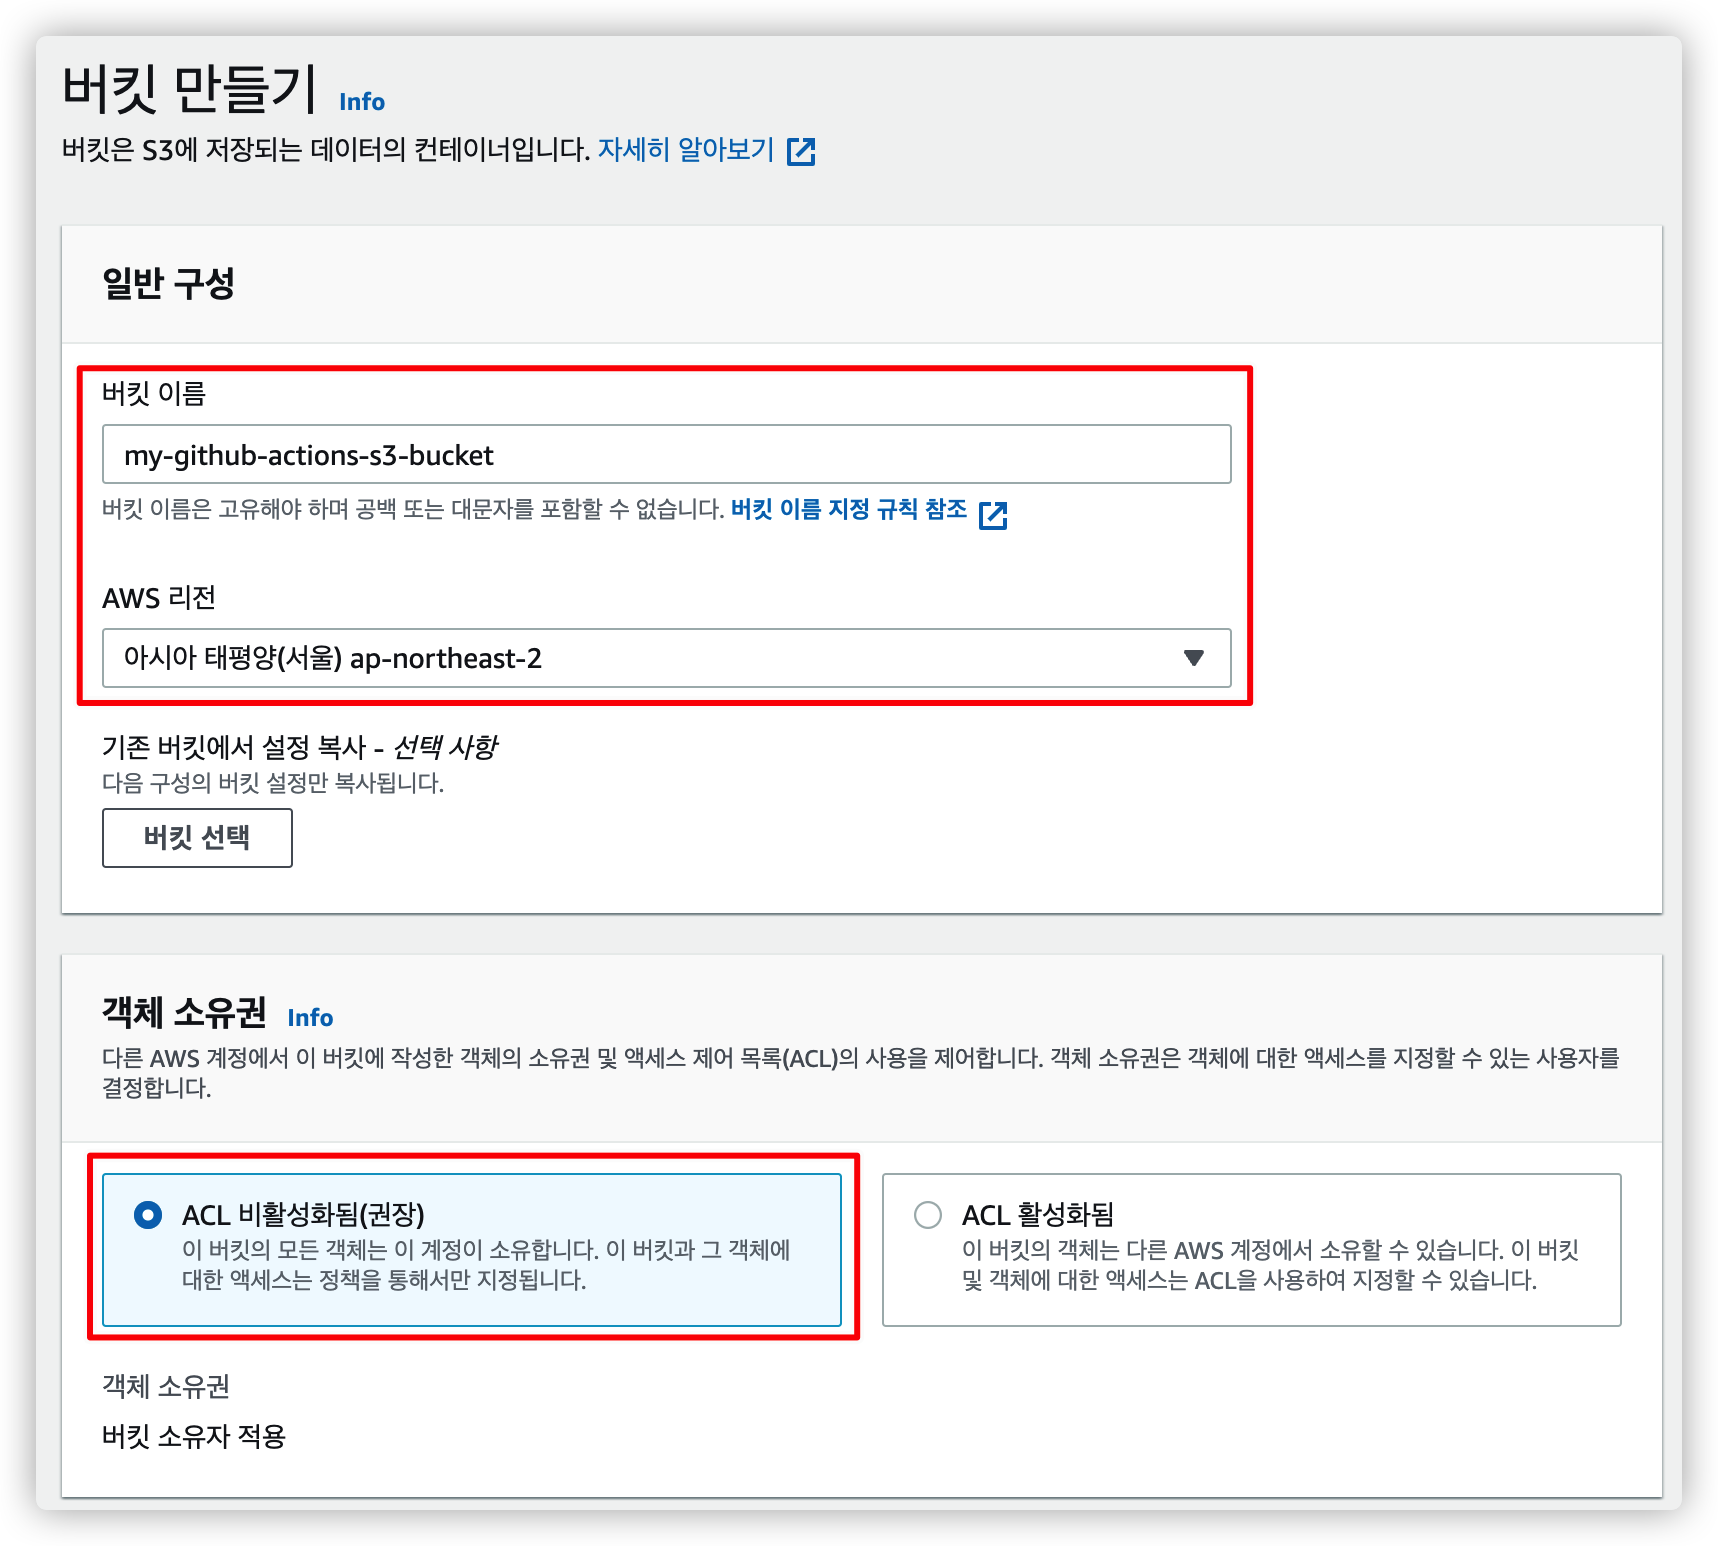 버킷 만들기 Info
버킷은 S3에 저장되는 데이터의 컨테이너입니다. 자세히 알아보기
일반 구성
버킷 이름
my-github-actions-s3-bucket
버킷 이름은 고유해야 하며 공백 또는 대문자를 포함할 수 없습니다. 버킷 이름 지정 규칙 참조
AWS 리전
아시아 태평양(서울) ap-northeast-2
기존 버킷에서 설정 복사 - 선택 사항
다음 구성의 버킷 설정만 복사됩니다.
버킷 선택
객체 소유권 Info
다른 AWS 계정에서 이 버킷에 작성한 객체의 소유권 및 액세스 제어 목록(ACL)의 사용을 제어합니다. 객체 소유권은 객체에 대한 액세스를 지정할 수 있는 사용자를
결정합니다.
ACL 비활성화됨(권장)
이 버킷의 모든 객체는 이 계정이 소유합니다. 이 버킷과 그 객체에
대한 액세스는 정책을 통해서만 지정됩니다.
ACL 활성화됨
이 버킷의 객체는 다른 AWS 계정에서 소유할 수 있습니다. 이 버킷
및 객체에 대한 액세스는 ACL을 사용하여 지정할 수 있습니다.
객체 소유권
버킷 소유자 적용